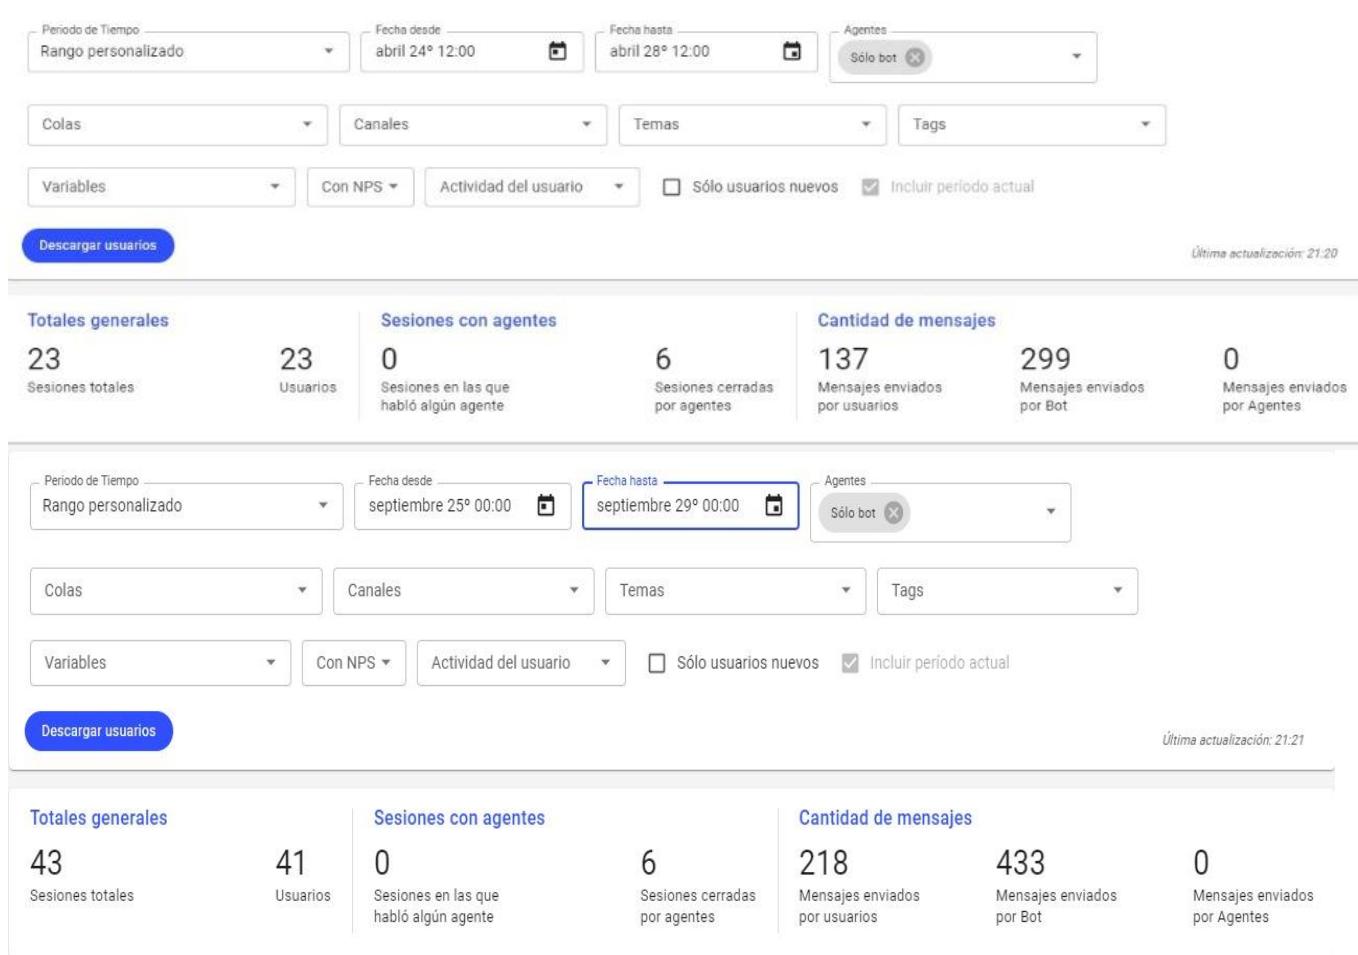 Periodo de Tiempo Fecha desde Fecha hasta Agentes
Rango personalizado abril 24º 12:00 abril 28º 12:00 Sólo bot
Colas Canales Temas Tags
Variables Con NPS Actividad del usuario Sólo usuarios nuevos Incluir período actual
Descargar usuarios
Última actualización: 21:20
Totales generales Sesiones con agentes Cantidad de mensajes
23 23 0 6 137 299 0
Sesiones totales Usuarios Sesiones en las que Sesiones cerradas Mensajes enviados Mensajes enviados Mensajes enviados
habló algún agente por agentes por usuarios por Bot por Agentes
Periodo de Tiempo Fecha desde Fecha hasta Agentes
Rango personalizado septiembre 25º 00:00 septiembre 29º 00:00 Sólo bot
Colas Canales Temas Tags
Variables Con NPS Actividad del usuario Sólo usuarios nuevos Incluir período actual
Descargar usuarios
Última actualización: 21:21
Totales generales Sesiones con agentes Cantidad de mensajes
43 41 0 6 218 433 0
Sesiones totales Usuarios Sesiones en las que Sesiones cerradas Mensajes enviados Mensajes enviados Mensajes enviados
habló algún agente por agentes por usuarios por Bot por Agentes